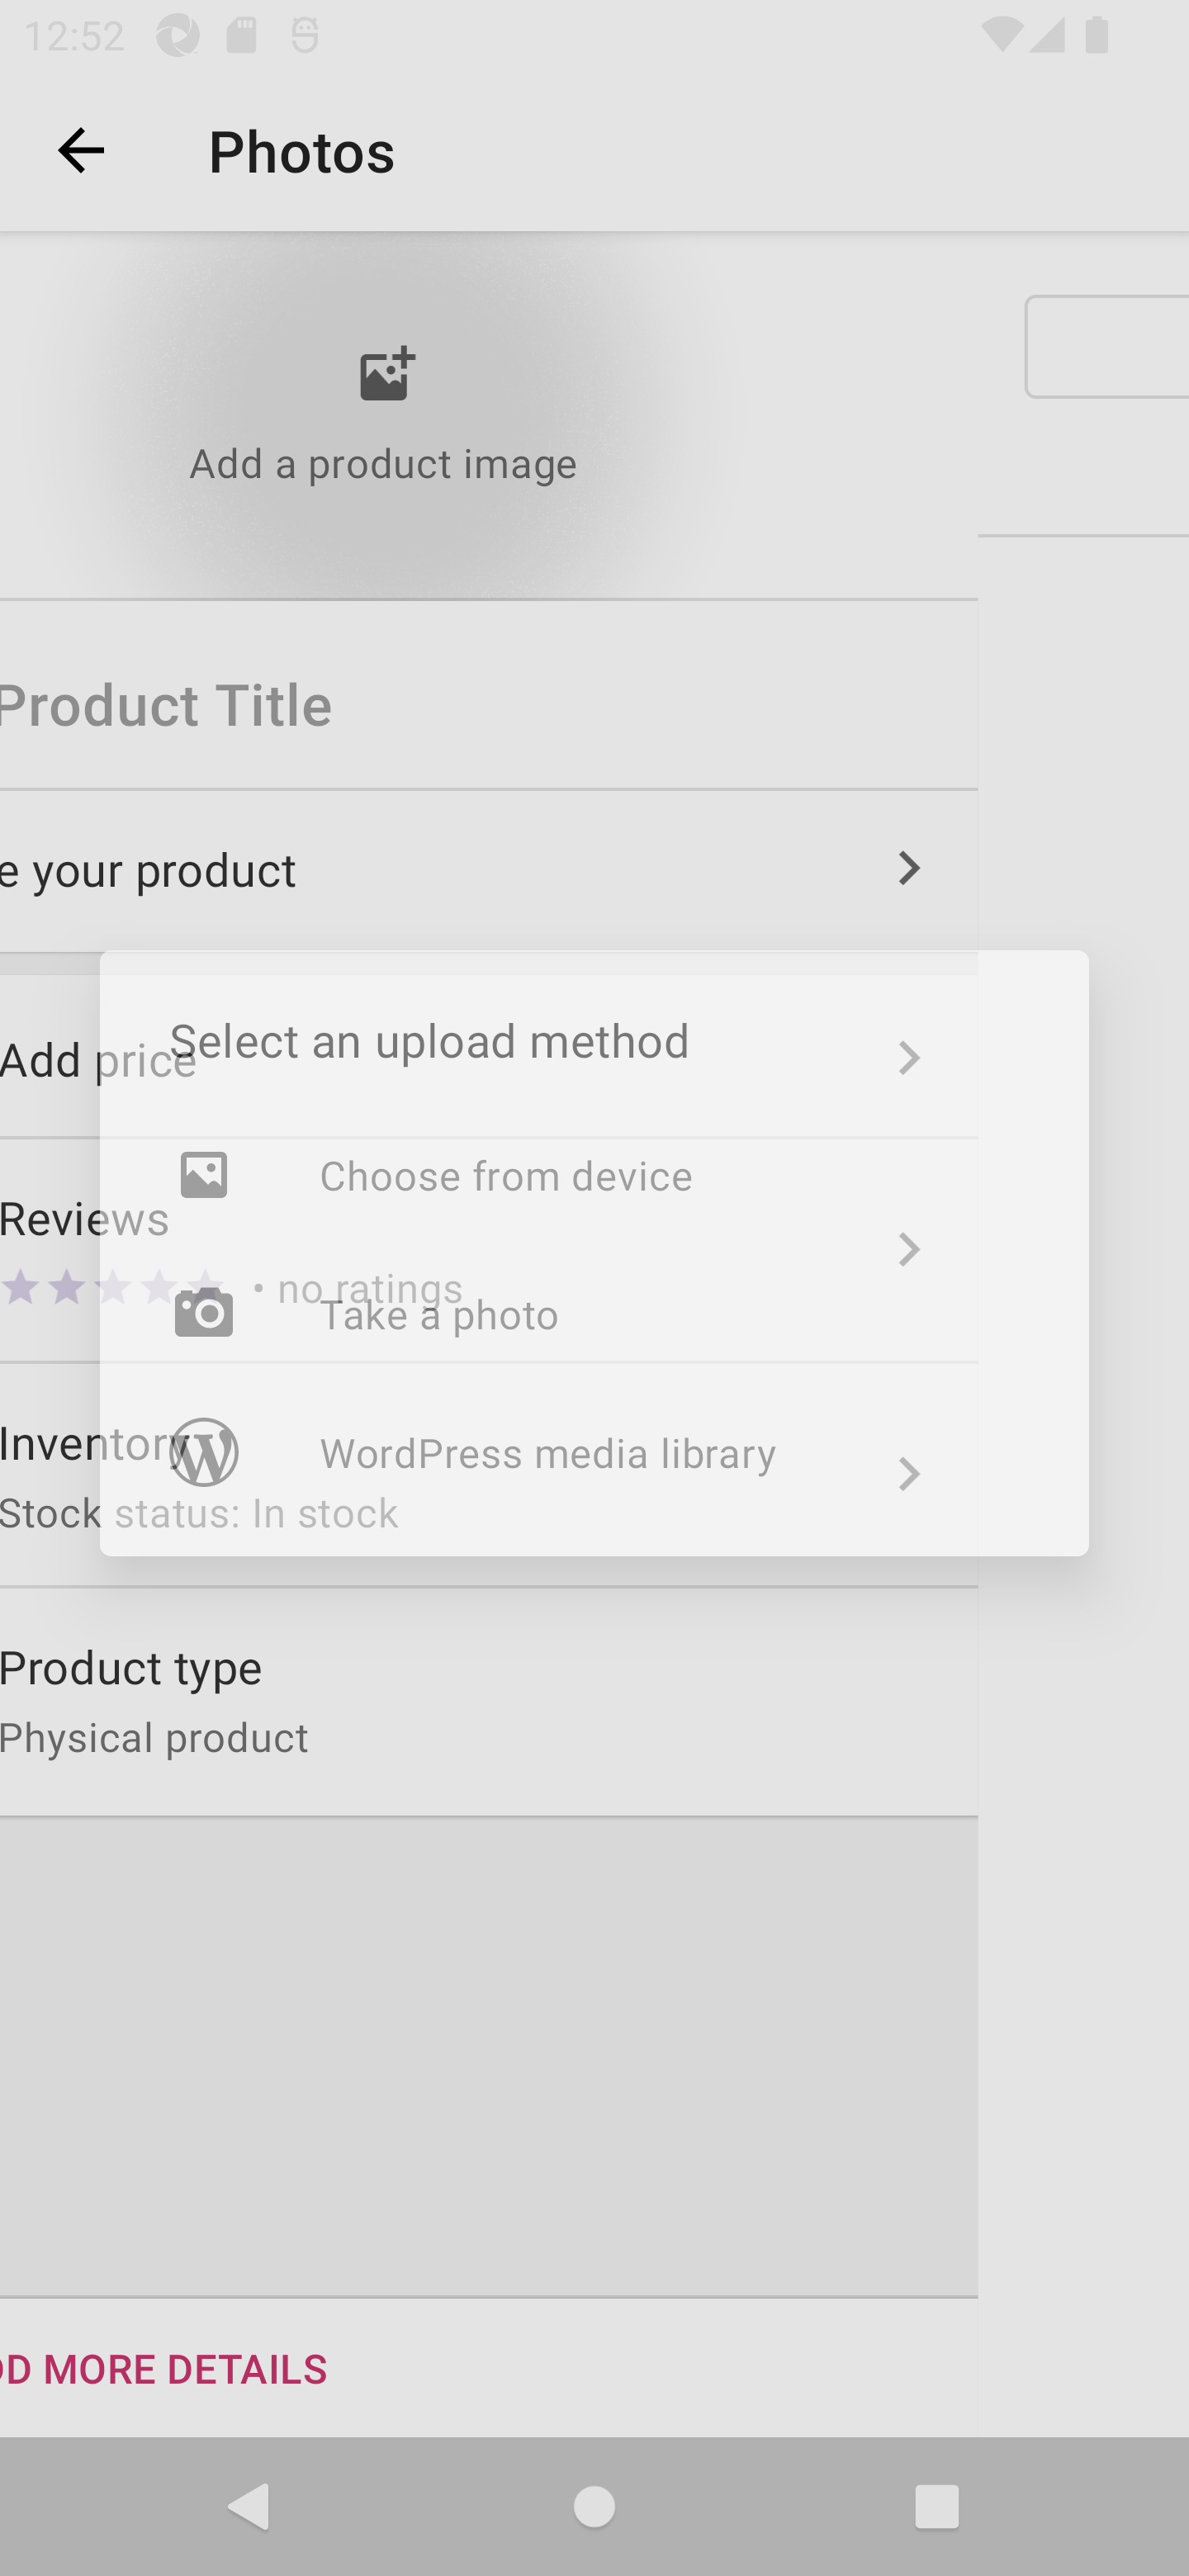 12:52
Photos
Add a product image
Product Title
e your product
Select an upload method
Add price
Choose from device
Reviews
• no ratings
Take a photo
Inventory
WordPress media library
Stock status: In stock
Product type
Physical product
DD MORE DETAILS